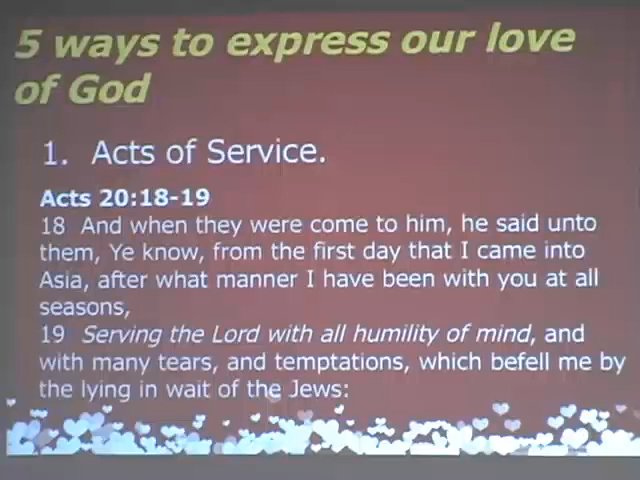 5 ways to express our love
of God
1. Acts of Service.
Acts 20:18-19
18 And when they were come to him, he said unto
them, Ye know, from the first day that I came into
Asia, after what manner I have been with you at all
seasons,
19 Serving the Lord with all humility of mind, and
with many tears, and temptations, which befell me by
the lying in wait of the Jews: